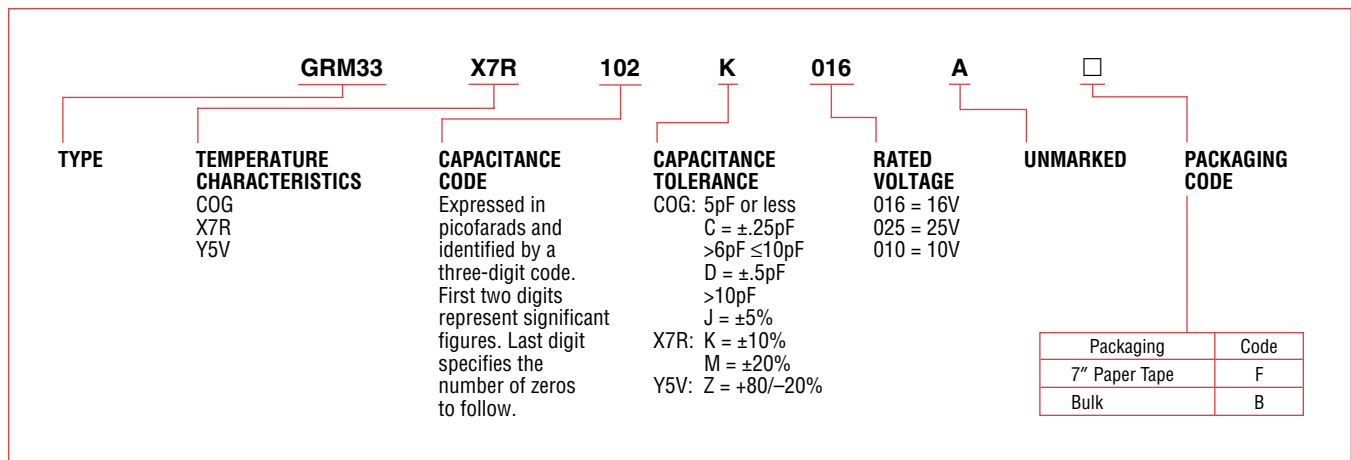 GRM33 X7R 102 K 016 A □
TYPE
TEMPERATURE
CHARACTERISTICS
COG
X7R
Y5V
CAPACITANCE
CODE
Expressed in
picofarads and
identified by a
three-digit code.
First two digits
represent significant
figures. Last digit
specifies the
number of zeros
to follow.
CAPACITANCE
TOLERANCE
COG: 5pF or less
C = ±.25pF
>6pF ≤10pF
D = ±.5pF
>10pF
J = ±5%
X7R: K = ±10%
M = ±20%
Y5V: Z = +80/–20%
RATED
VOLTAGE
016 = 16V
025 = 25V
010 = 10V
UNMARKED
PACKAGING
CODE
Packaging Code
7″ Paper Tape F
Bulk B